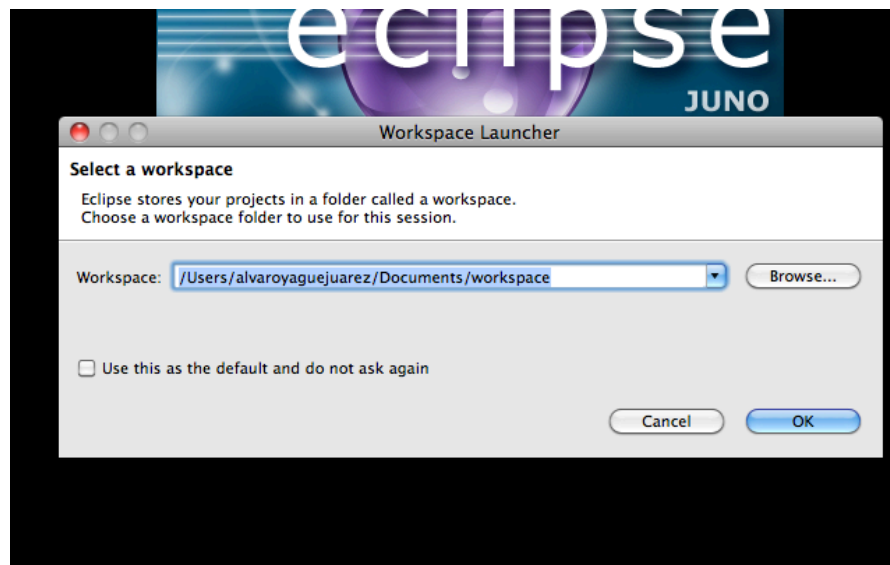 eclipse
JUNO
Workspace Launcher
Select a workspace
Eclipse stores your projects in a folder called a workspace.
Choose a workspace folder to use for this session.
Workspace: /Users/alvaroyaguejuarez/Documents/workspace Browse...
Use this as the default and do not ask again
Cancel OK